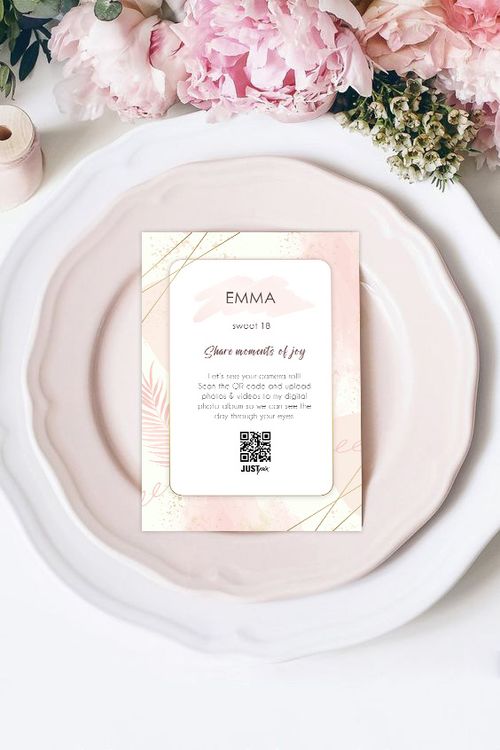 EMMA
sweet 18
Share moments of joy
Let's see your camera roll!
Scan the QR code and upload
photos & videos to my digital
photo album so we can see the
day through your eyes
JUST